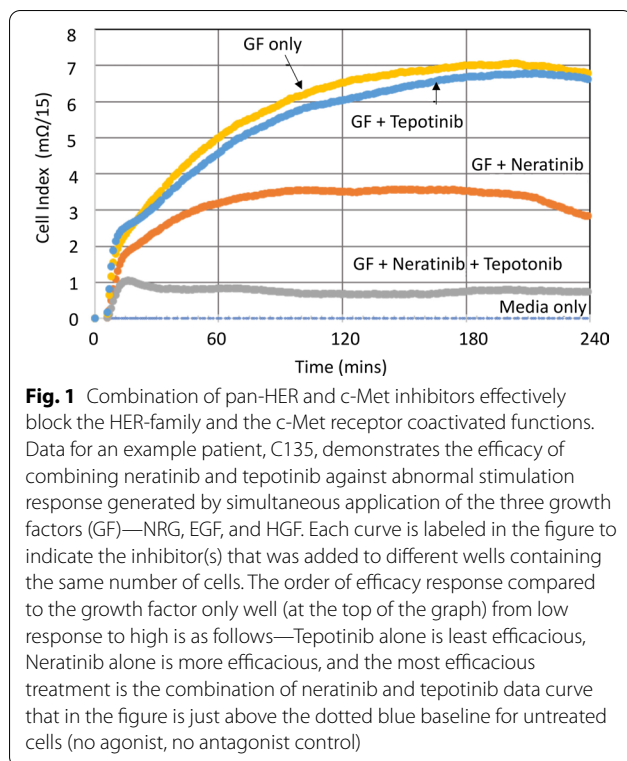 8
7
6
5
4
3
2
1
0
Cell Index (mΩ/15)
GF only
GF + Tepotinib
GF + Neratinib
GF + Neratinib + Tepotonib
Media only
0
60
120
180
240
Time (mins)
Fig. 1 Combination of pan-HER and c-Met inhibitors effectively
block the HER-family and the c-Met receptor coactivated functions.
Data for an example patient, C135, demonstrates the efficacy of
combining neratinib and tepotinib against abnormal stimulation
response generated by simultaneous application of the three growth
factors (GF)—NRG, EGF, and HGF. Each curve is labeled in the figure to
indicate the inhibitor(s) that was added to different wells containing
the same number of cells. The order of efficacy response compared
to the growth factor only well (at the top of the graph) from low
response to high is as follows—Tepotinib alone is least efficacious,
Neratinib alone is more efficacious, and the most efficacious
treatment is the combination of neratinib and tepotinib data curve
that in the figure is just above the dotted blue baseline for untreated
cells (no agonist, no antagonist control)